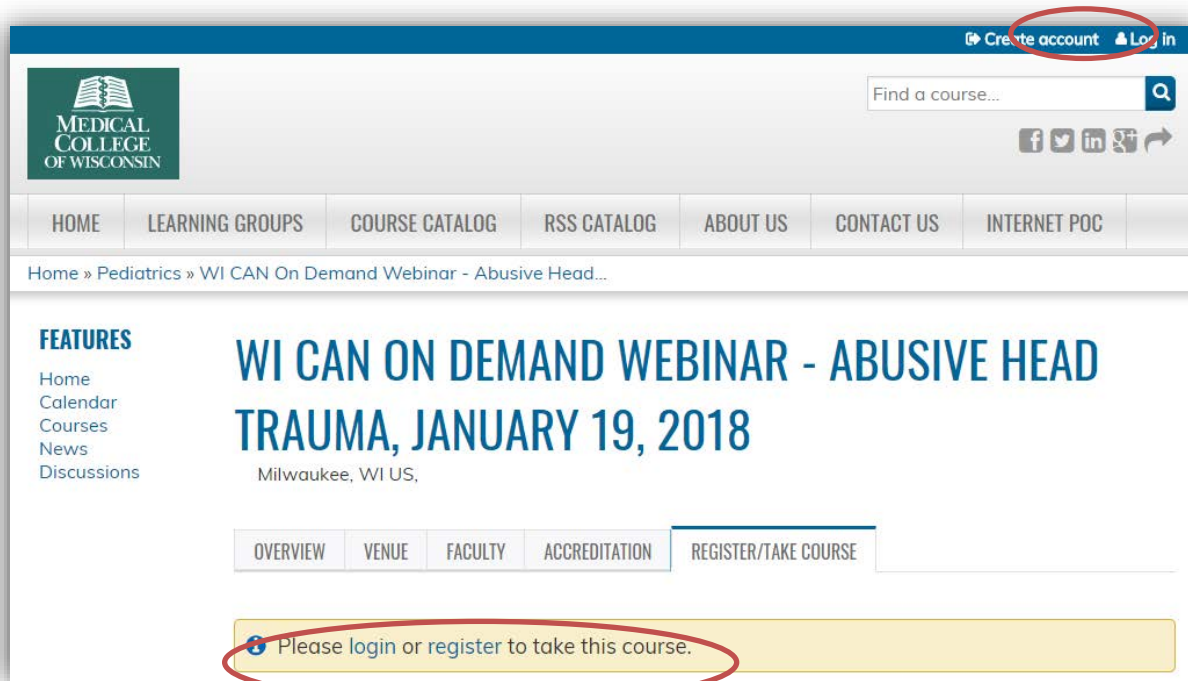 Create account Log in
MEDICAL
COLLEGE
OF WISCONSIN
Find a course...
HOME LEARNING GROUPS COURSE CATALOG RSS CATALOG ABOUT US CONTACT US INTERNET POC
Home » Pediatrics » WI CAN On Demand Webinar - Abusive Head...
FEATURES
Home
Calendar
Courses
News
Discussions
WI CAN ON DEMAND WEBINAR - ABUSIVE HEAD
TRAUMA, JANUARY 19, 2018
Milwaukee, WI US,
OVERVIEW VENUE FACULTY ACCREDITATION REGISTER/TAKE COURSE
Please login or register to take this course.